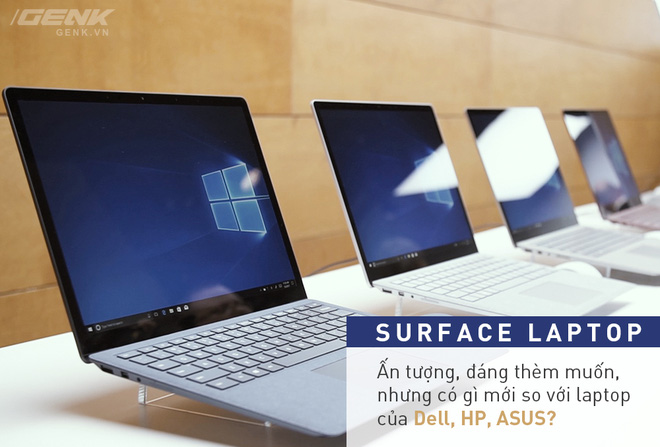 GENK
GENK.VN
SURFACE LAPTOP
Ấn tượng, dáng thèm muốn,
nhưng có gì mới so với laptop
của Dell, HP, ASUS?